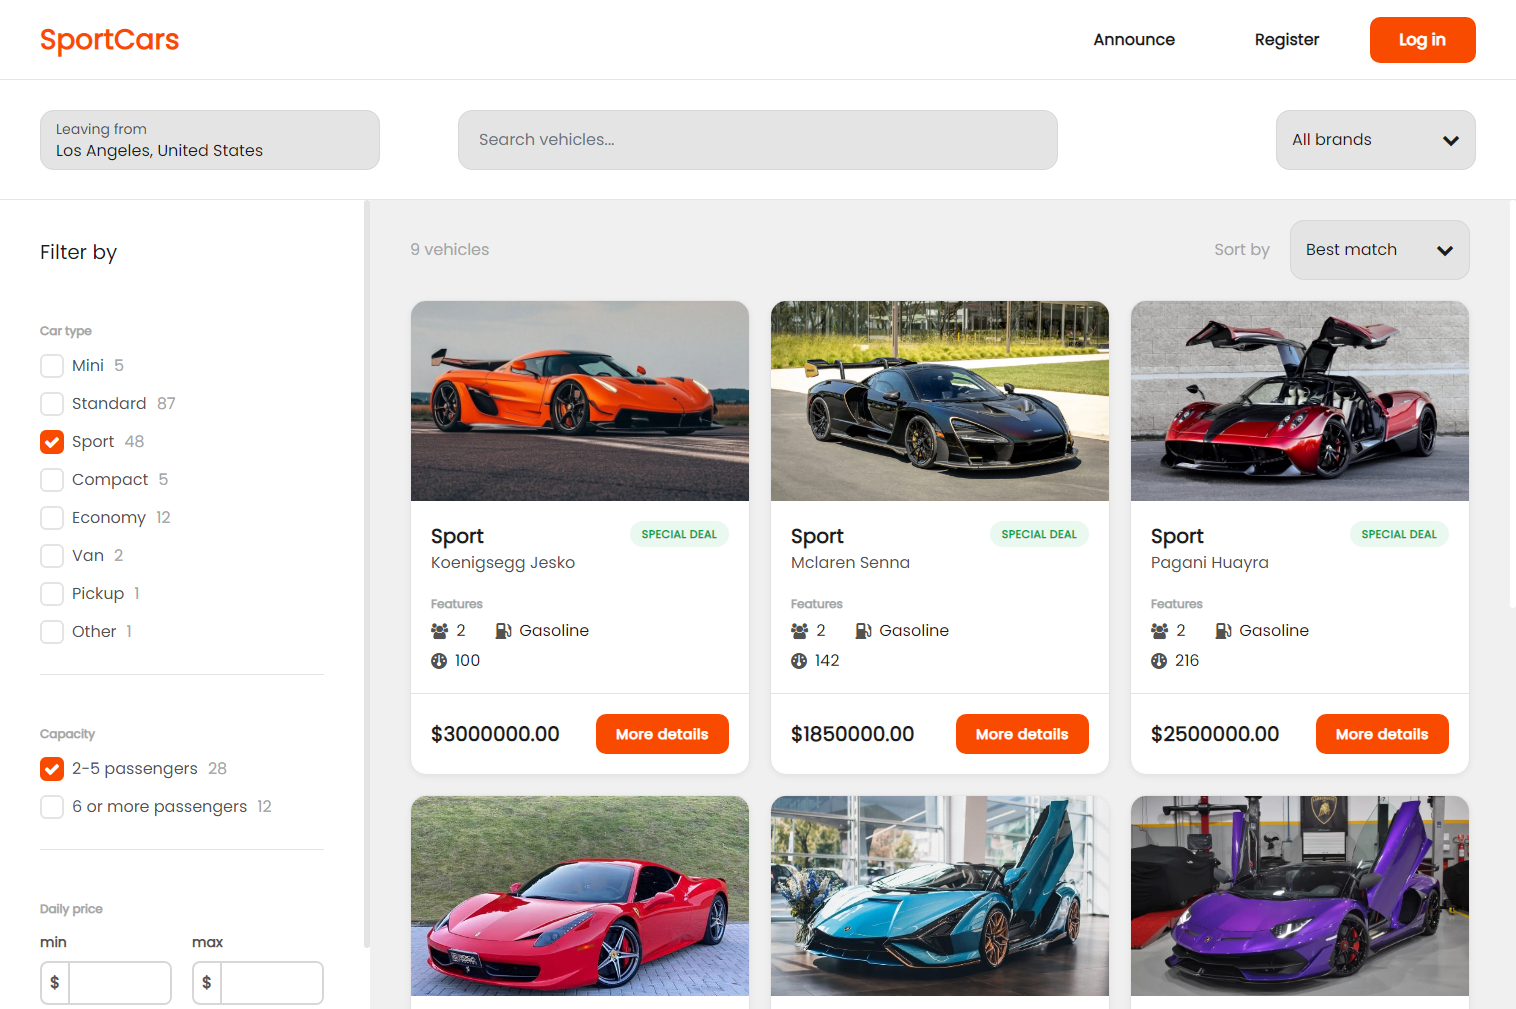 SportCars
Announce
Register
Log in
Leaving from
Los Angeles, United States
Search vehicles...
All brands
Filter by
Car type
Mini 5
Standard 87
Sport 48
Compact 5
Economy 12
Van 2
Pickup 1
Other 1
Capacity
2-5 passengers 28
6 or more passengers 12
Daily price
min
max
$
$
9 vehicles
Sort by
Best match
Sport
SPECIAL DEAL
Koenigsegg Jesko
Features
2 Gasoline
100
$3000000.00
More details
Sport
SPECIAL DEAL
Mclaren Senna
Features
2 Gasoline
142
$1850000.00
More details
Sport
SPECIAL DEAL
Pagani Huayra
Features
2 Gasoline
216
$2500000.00
More details